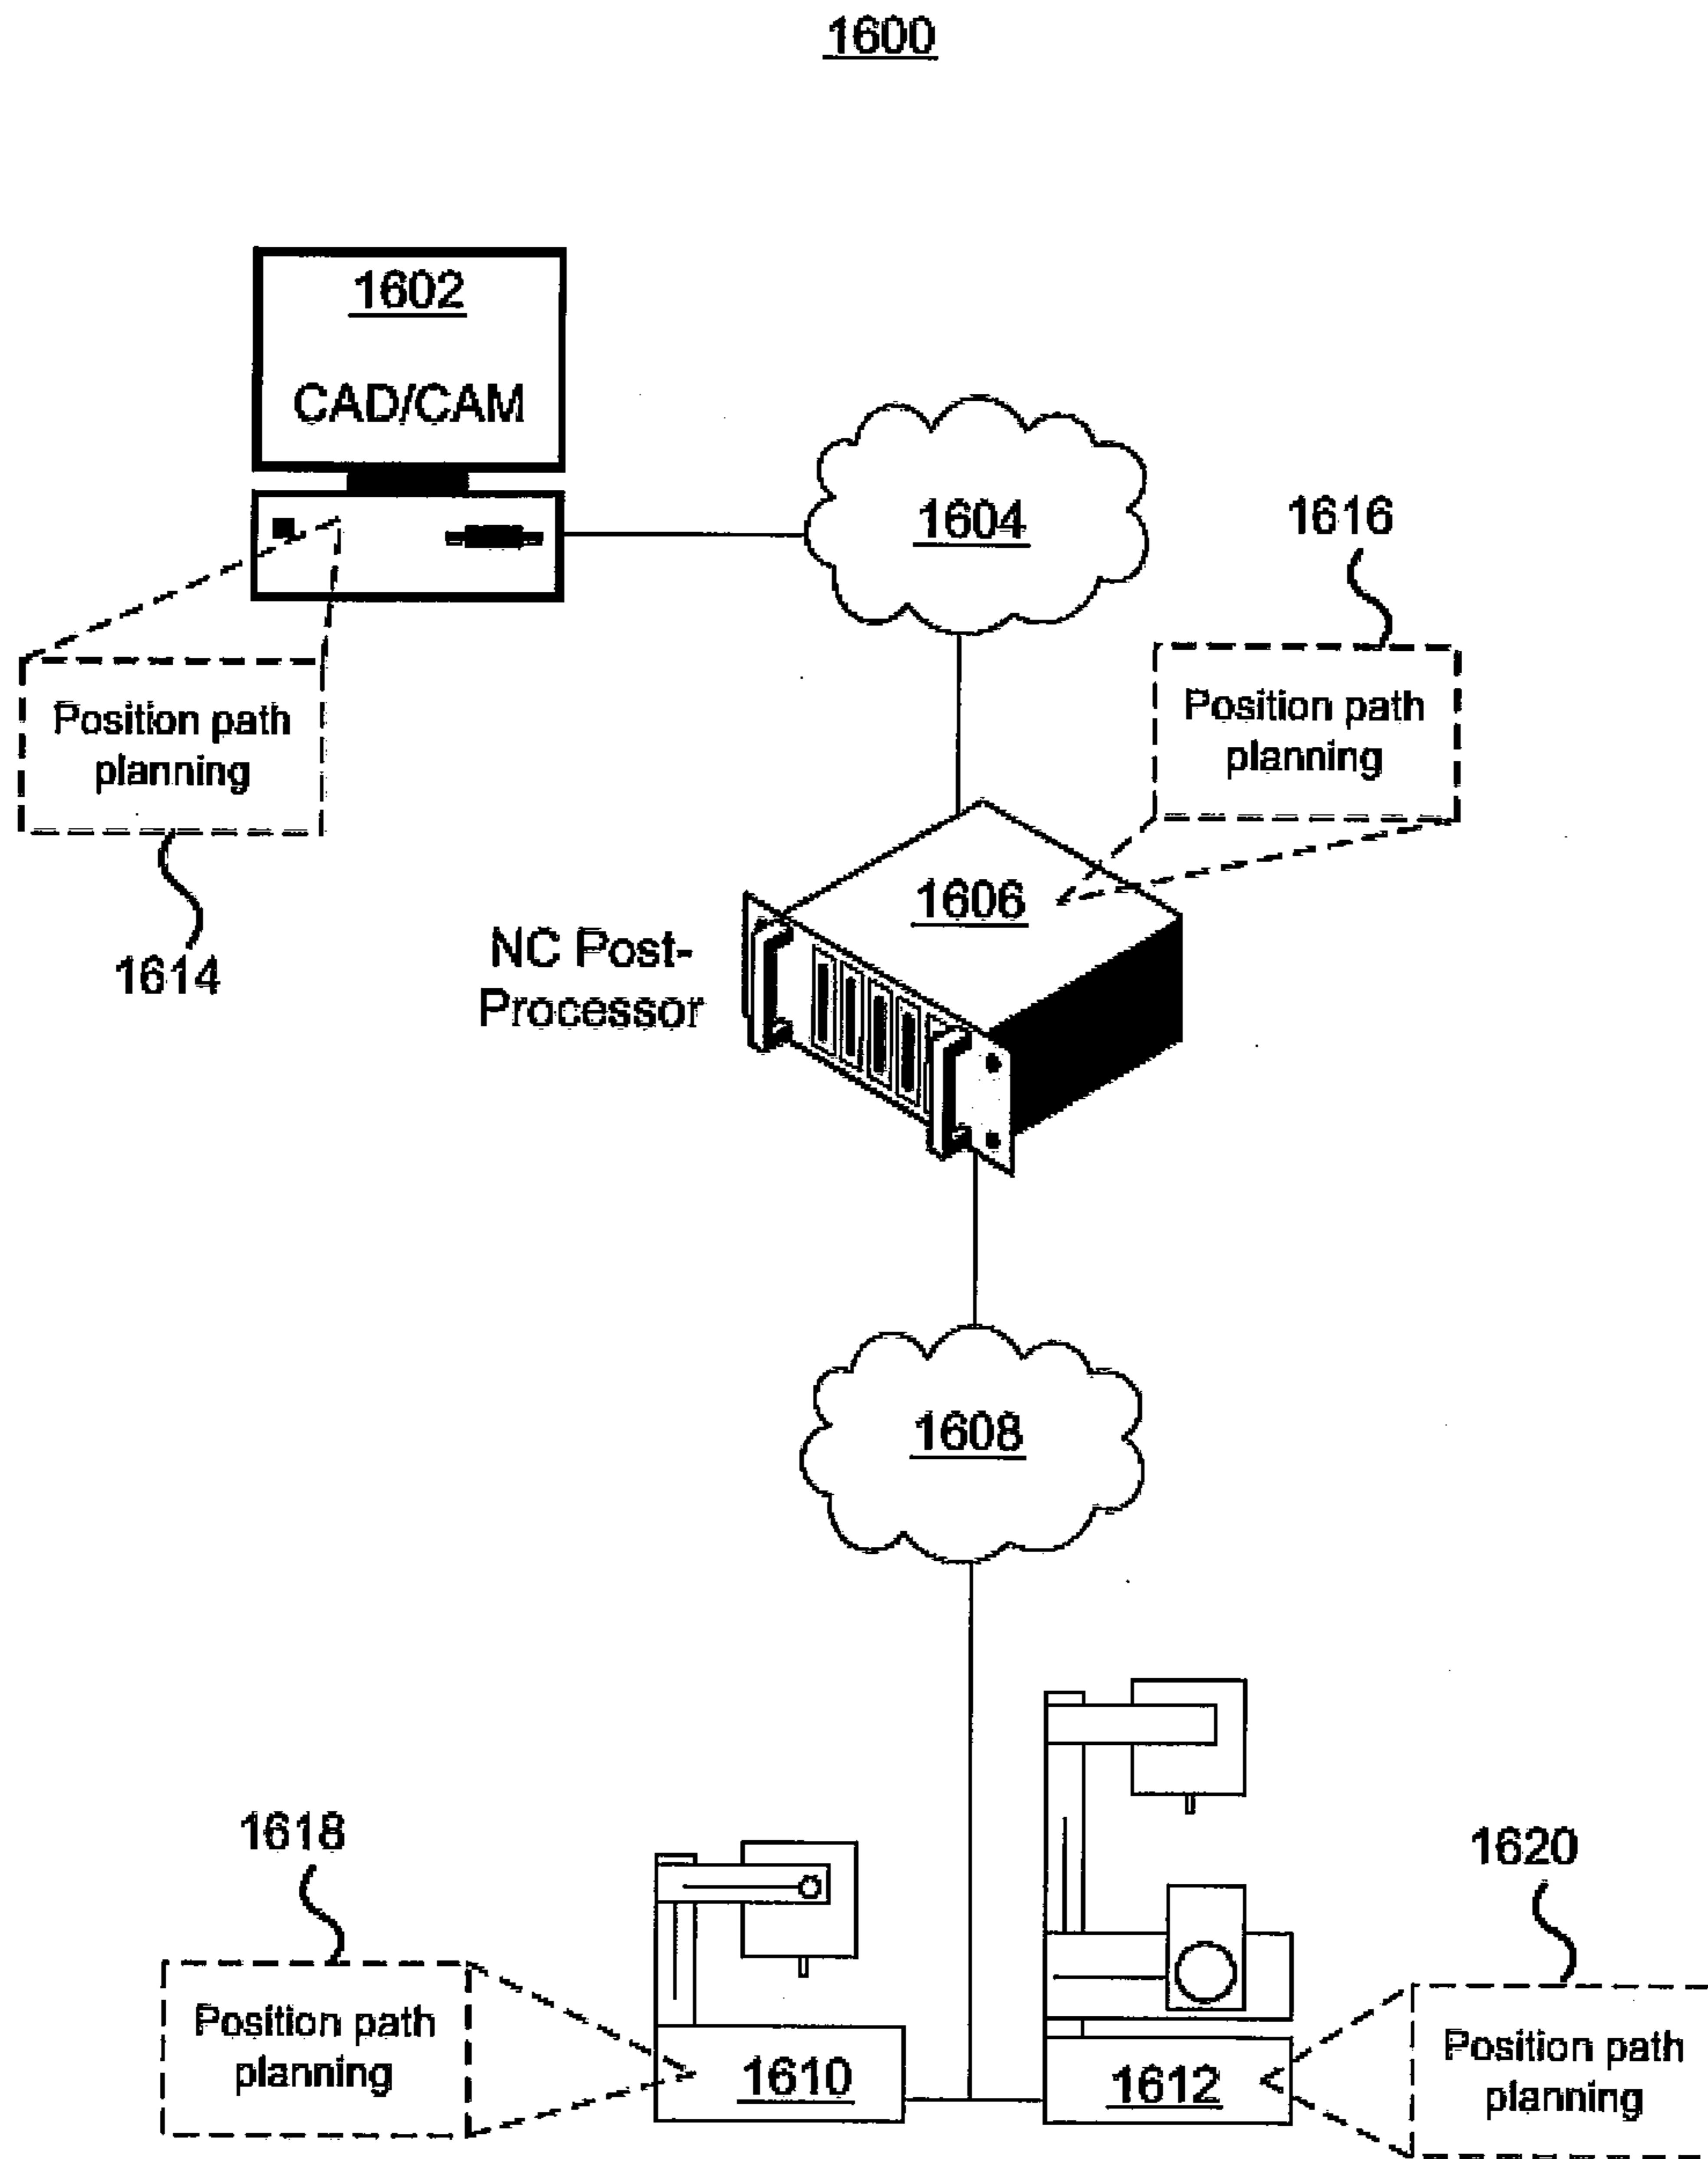 1600
1602
CAD/CAM
1604
1616
Position path
planning
Position path
planning
1606
NC Post-
Processor
1614
1608
1618
1620
Position path
planning
1610
1612
Position path
planning